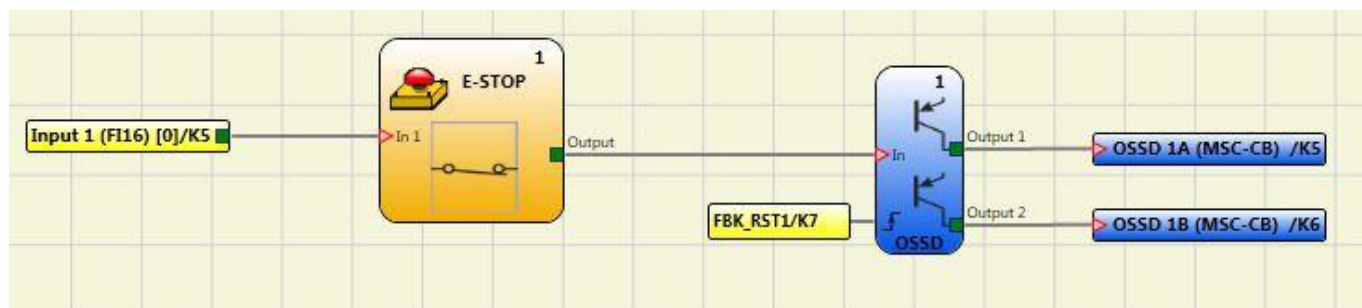 1
E-STOP
Input 1 (FI16) [0]/K5
In 1
Output
1
In
Output 1
OSSD 1A (MSC-CB) /K5
FBK_RST1/K7
Output 2
OSSD 1B (MSC-CB) /K6
OSSD